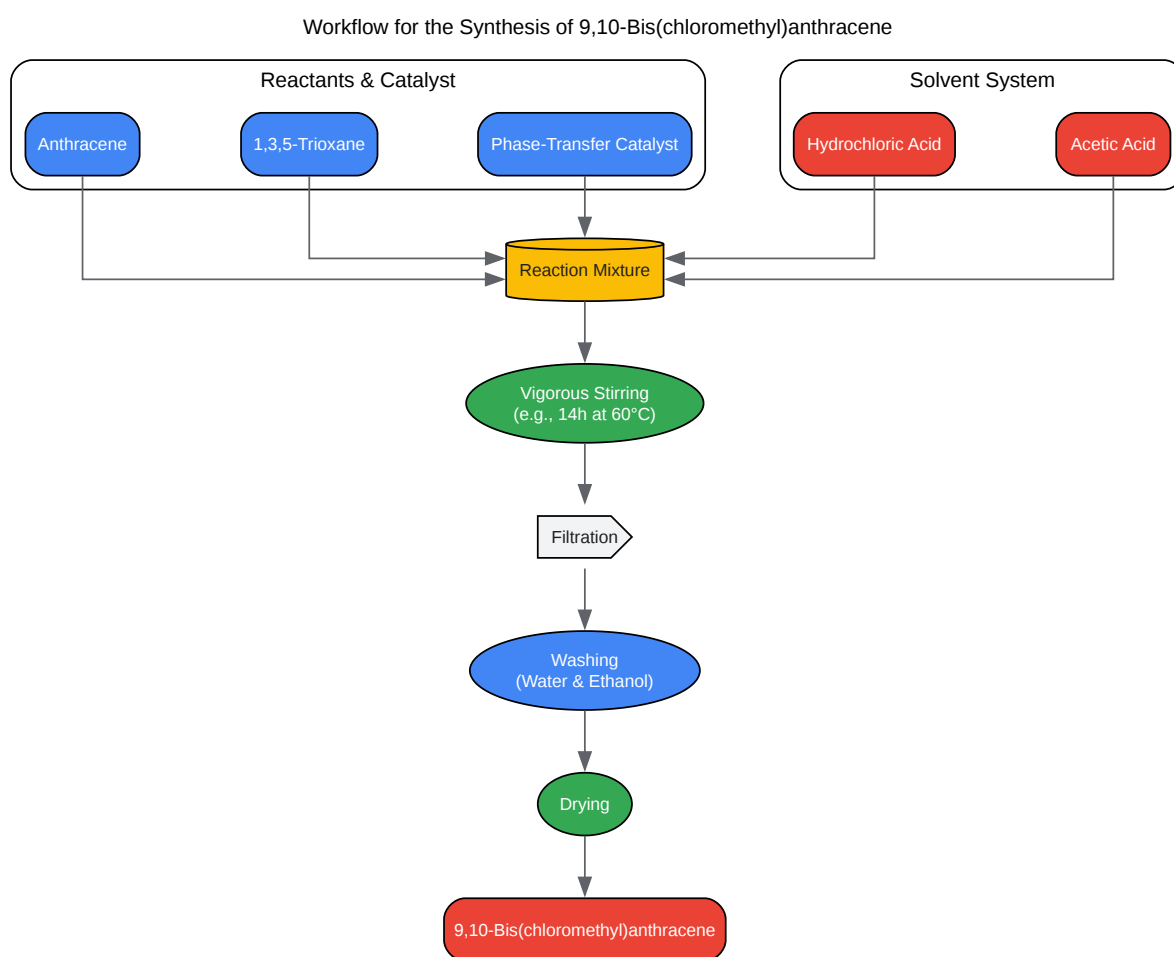 Workflow for the Synthesis of 9,10-Bis(chloromethyl)anthracene
Reactants & Catalyst
Solvent System
Anthracene
1,3,5-Trioxane
Phase-Transfer Catalyst
Hydrochloric Acid
Acetic Acid
Reaction Mixture
Vigorous Stirring
(e.g., 14h at 60°C)
Filtration
Washing
(Water & Ethanol)
Drying
9,10-Bis(chloromethyl)anthracene